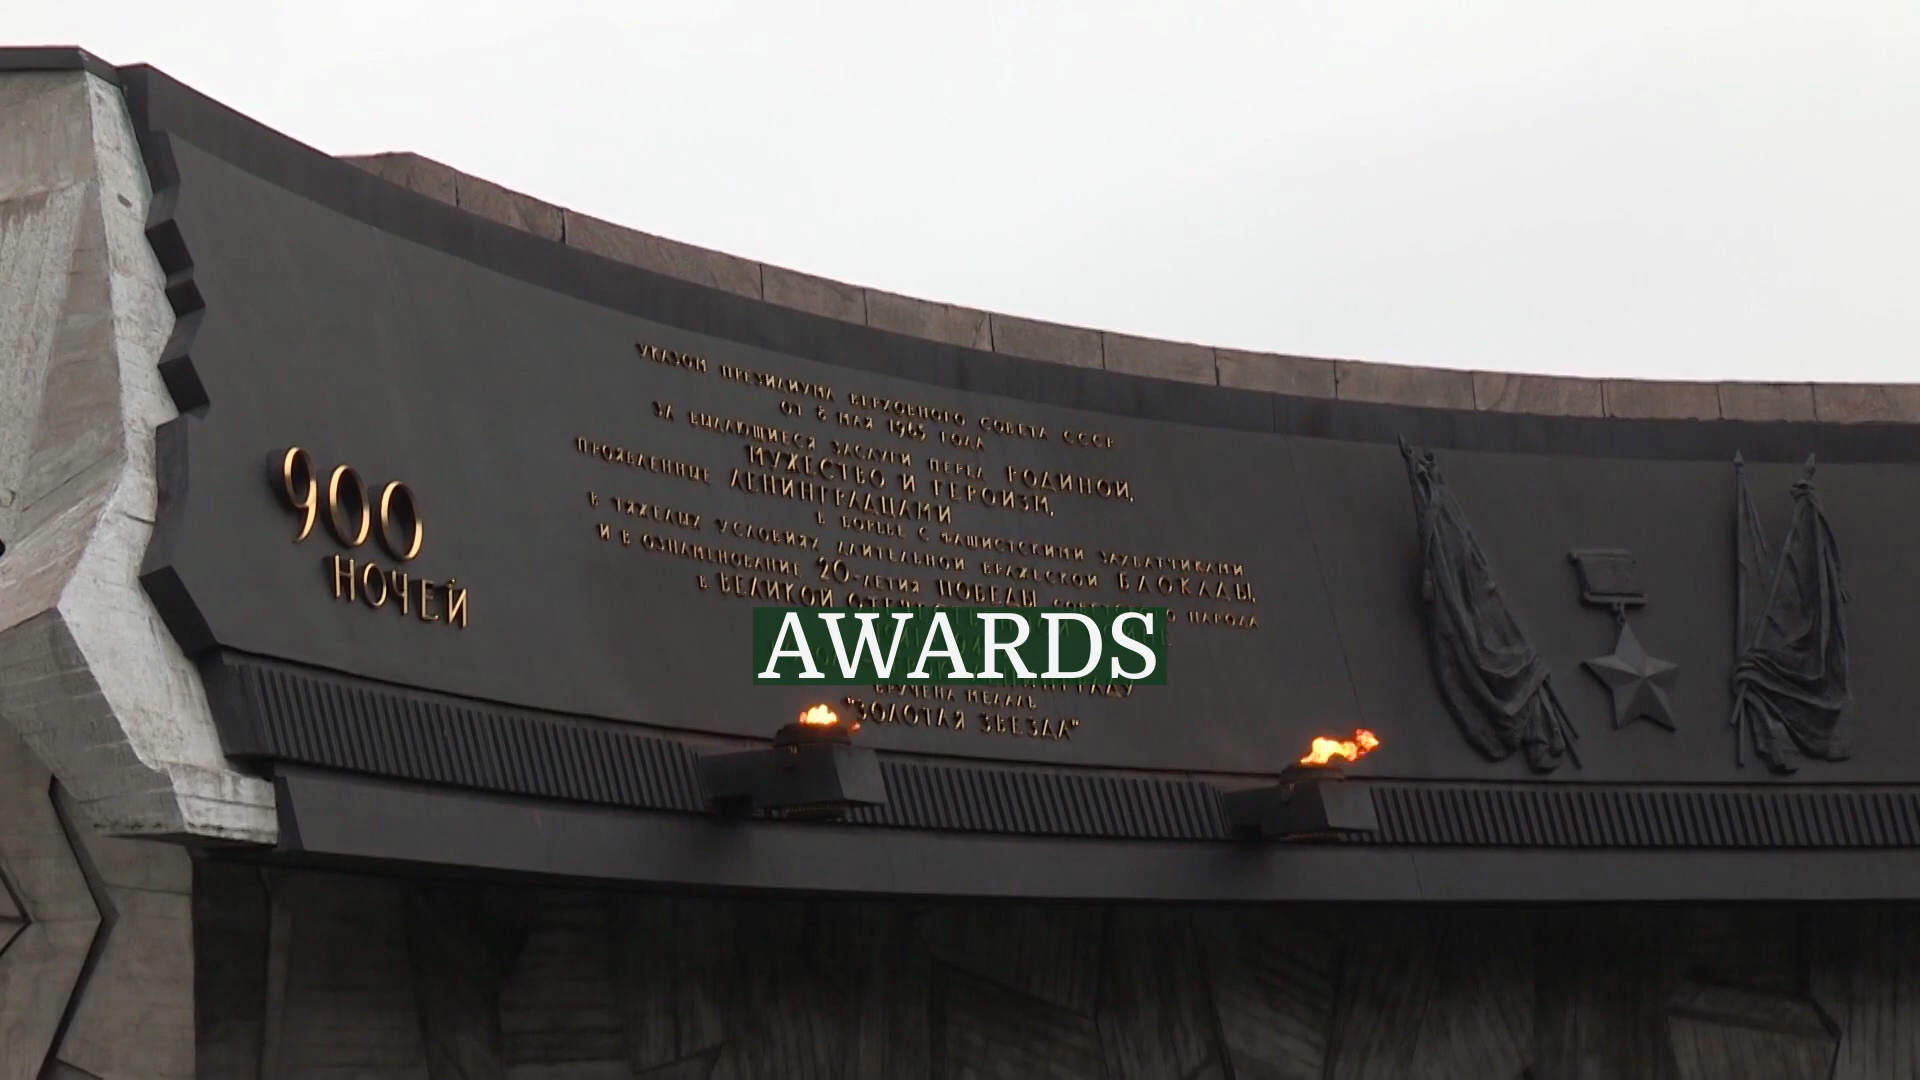 900
НОЧЕЙ
УКАЗОМ ПРЕЗИДИУМА ВЕРХОВНОГО СОВЕТА СССР
ОТ 8 МАЯ 1965 ГОДА
ЗА ВЫДАЮЩИЕСЯ ЗАСЛУГИ ПЕРЕД РОДИНОЙ,
МУЖЕСТВО И ГЕРОИЗМ,
ПРОЯВЛЕННЫЕ ЛЕНИНГРАДЦАМИ
В БОРЬБЕ С ФАШИСТСКИМИ ЗАХВАТЧИКАМИ
В ТЯЖЕЛЫХ УСЛОВИЯХ ДЛИТЕЛЬНОЙ ВРАЖЕСКОЙ БЛОКАДЫ,
И В ОЗНАМЕНОВАНИЕ 20-ЛЕТИЯ ПОБЕДЫ СОВЕТСКОГО НАРОДА
В ВЕЛИКОЙ
AWARDS
ВРУЧЕНА МЕДАЛЬ
"ЗОЛОТАЯ ЗВЕЗДА"